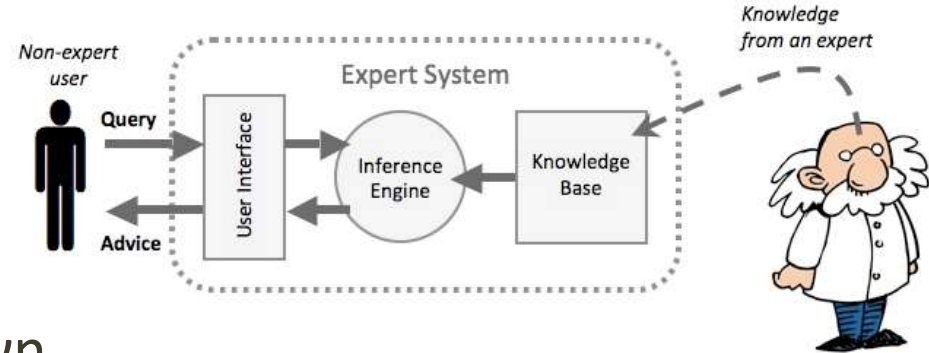 Non-expert
user
Knowledge
from an expert
Expert System
Query
Advice
User Interface
Inference
Engine
Knowledge
Base